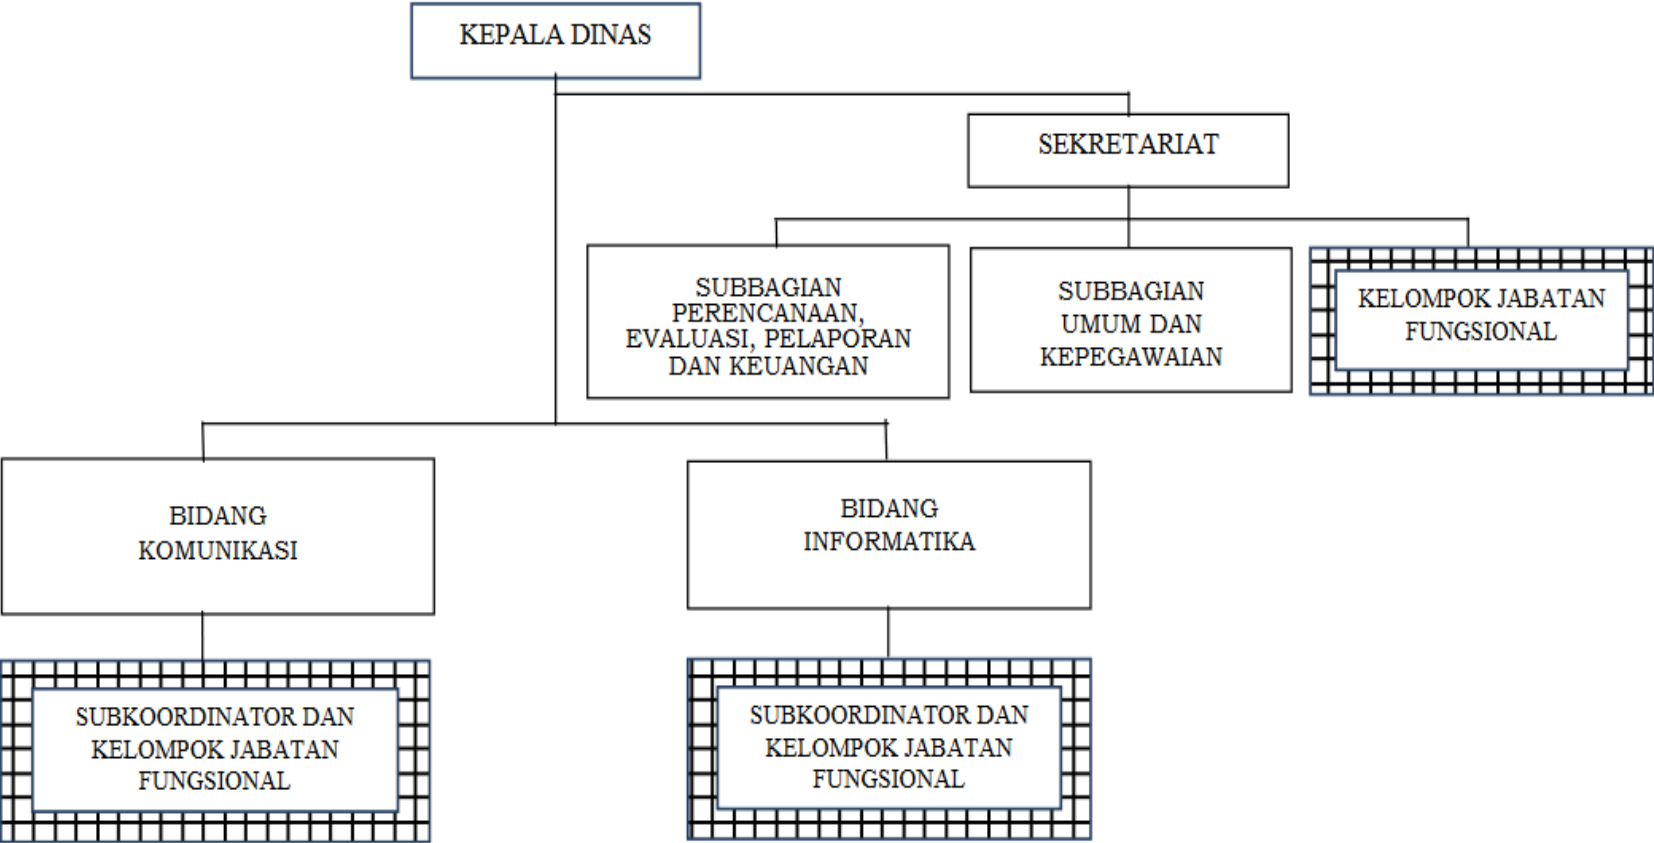 KEPALA DINAS
SEKRETARIAT
SUBBAGIAN
PERENCANAAN,
EVALUASI, PELAPORAN
DAN KEUANGAN
SUBBAGIAN
UMUM DAN
KEPEGAWAIAN
KELOMPOK JABATAN
FUNGSIONAL
BIDANG
KOMUNIKASI
BIDANG
INFORMATIKA
SUBKOORDINATOR DAN
KELOMPOK JABATAN
FUNGSIONAL
SUBKOORDINATOR DAN
KELOMPOK JABATAN
FUNGSIONAL